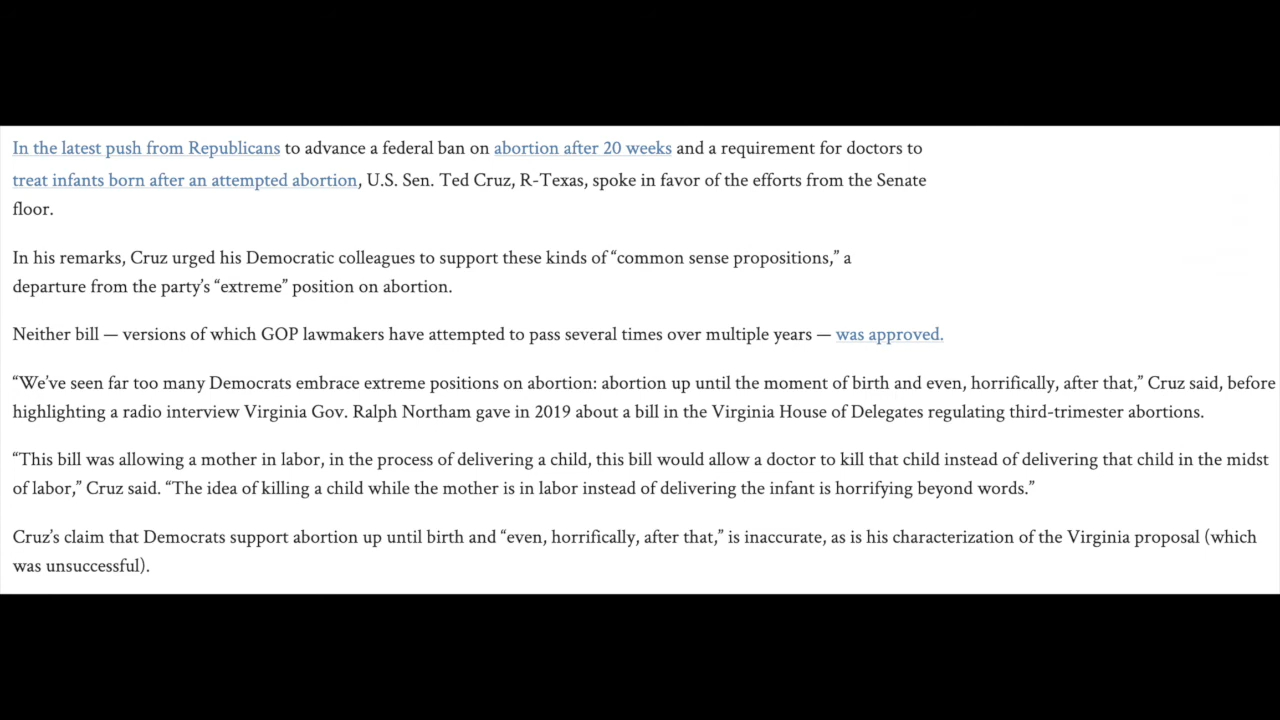 In the latest push from Republicans to advance a federal ban on abortion after 20 weeks and a requirement for doctors to
treat infants born after an attempted abortion, U.S. Sen. Ted Cruz, R-Texas, spoke in favor of the efforts from the Senate
floor.
In his remarks, Cruz urged his Democratic colleagues to support these kinds of “common sense propositions,” a
departure from the party’s “extreme” position on abortion.
Neither bill — versions of which GOP lawmakers have attempted to pass several times over multiple years — was approved.
“We’ve seen far too many Democrats embrace extreme positions on abortion: abortion up until the moment of birth and even, horrifically, after that,” Cruz said, before
highlighting a radio interview Virginia Gov. Ralph Northam gave in 2019 about a bill in the Virginia House of Delegates regulating third-trimester abortions.
“This bill was allowing a mother in labor, in the process of delivering a child, this bill would allow a doctor to kill that child instead of delivering that child in the midst
of labor,” Cruz said. “The idea of killing a child while the mother is in labor instead of delivering the infant is horrifying beyond words.”
Cruz’s claim that Democrats support abortion up until birth and “even, horrifically, after that,” is inaccurate, as is his characterization of the Virginia proposal (which
was unsuccessful).